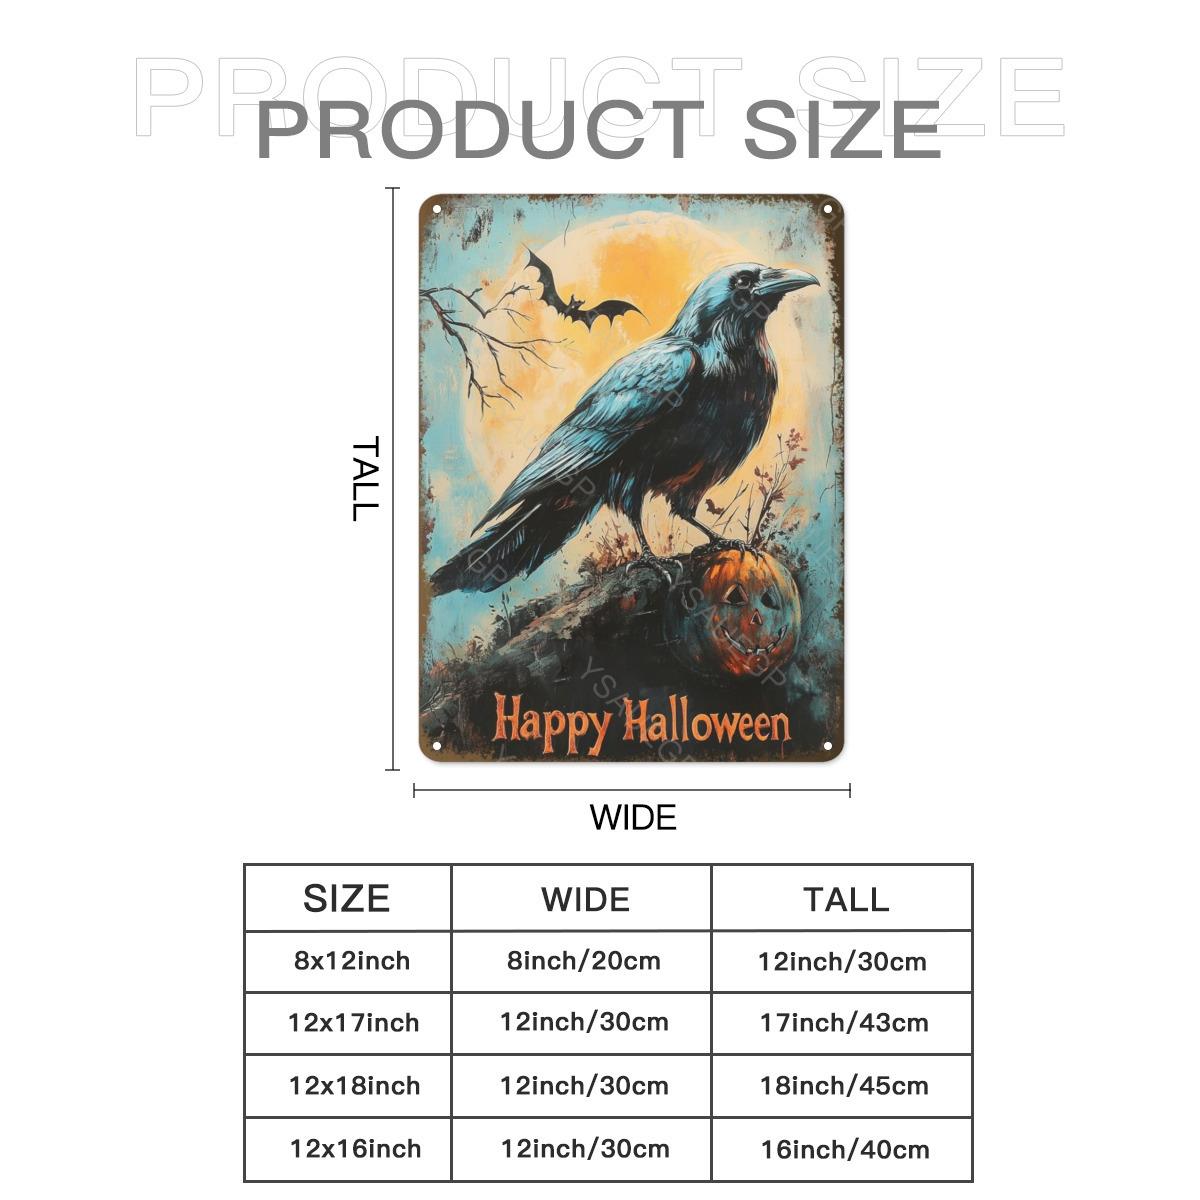 PRODUCT SIZE
PRODUCT SIZE
TALL
Happy Halloween
WIDE
SIZE WIDE TALL
8x12inch 8inch/20cm 12inch/30cm
12x17inch 12inch/30cm 17inch/43cm
12x18inch 12inch/30cm 18inch/45cm
12x16inch 12inch/30cm 16inch/40cm